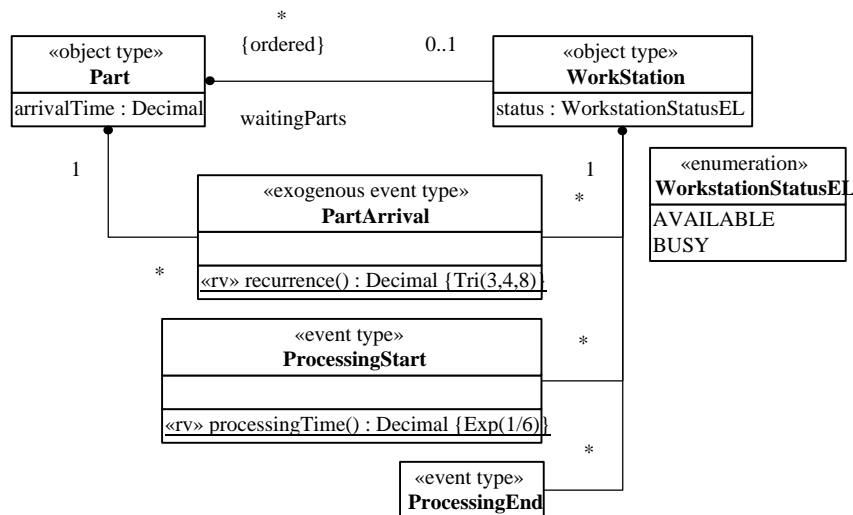 *
{ordered}
0..1
«object type»
Part
arrivalTime : Decimal
«object type»
WorkStation
status : WorkstationStatusEL
waitingParts
1
1
«enumeration»
WorkstationStatusEL
AVAILABLE
BUSY
«exogenous event type»
PartArrival
«rv» recurrence() : Decimal {Tri(3,4,8)}
*
*
«event type»
ProcessingStart
«rv» processingTime() : Decimal {Exp(1/6)}
*
«event type»
ProcessingEnd
*